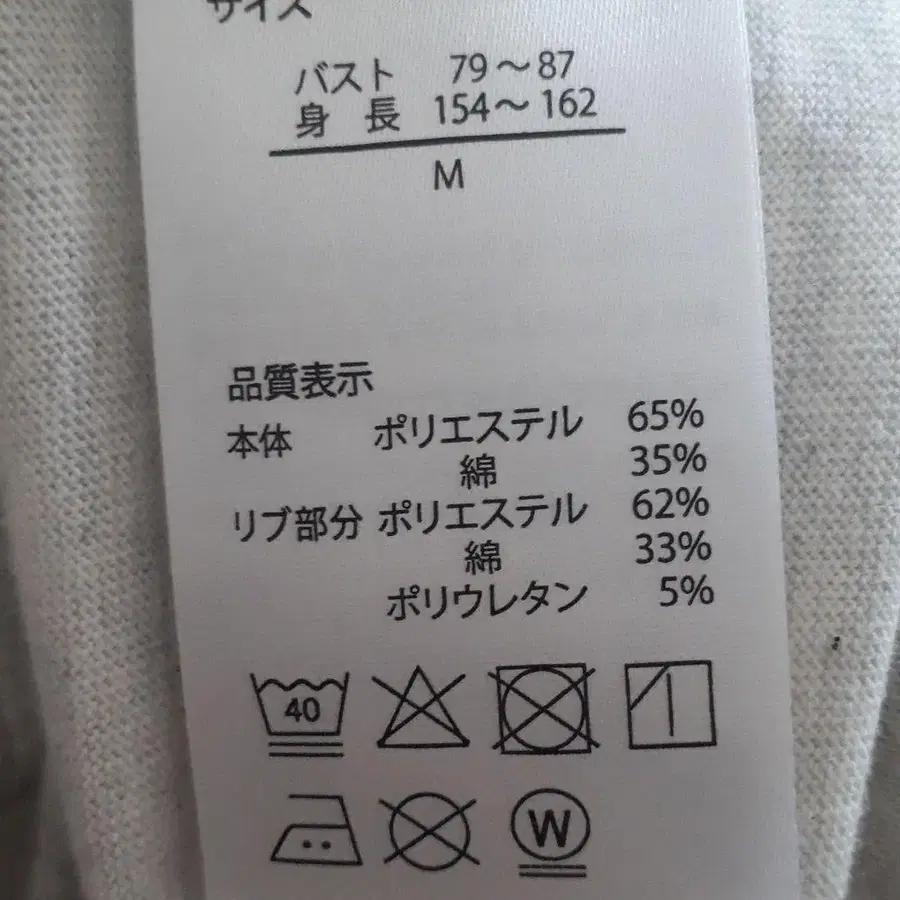 サイズ
バスト 79～87
身 長 154～162
M
品質表示
本体 ポリエステル 65%
綿 35%
リブ部分 ポリエステル 62%
綿 33%
ポリウレタン 5%
40
W